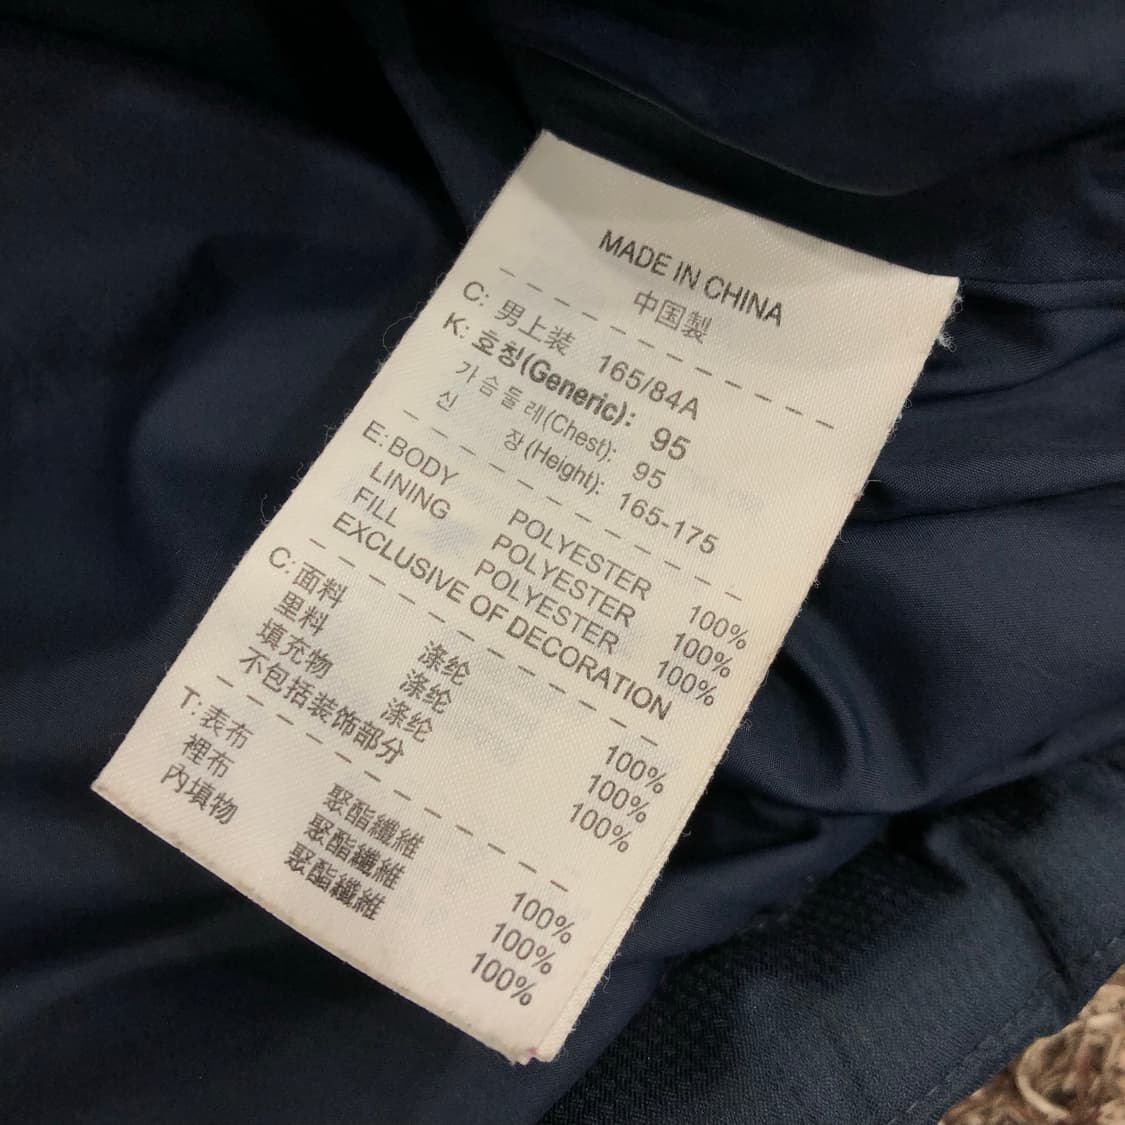 MADE IN CHINA
中国製
C: 男上装 165/84A
K: 호칭(Generic): 95
가슴둘레(Chest): 95
신 장(Height): 165-175
E: BODY POLYESTER 100%
LINING POLYESTER 100%
FILL POLYESTER 100%
EXCLUSIVE OF DECORATION
C: 面料 涤纶 100%
里料 涤纶 100%
填充物 涤纶 100%
不包括装饰部分
T: 表布 聚酯纖維 100%
裡布 聚酯纖維 100%
內填物 聚酯纖維 100%